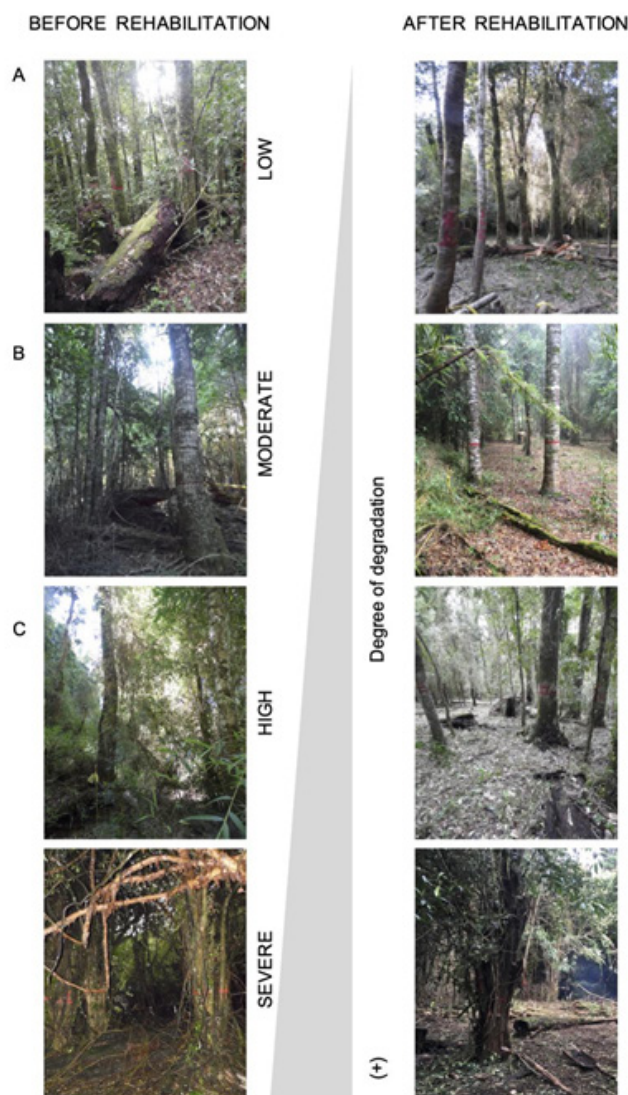 BEFORE REHABILITATION
AFTER REHABILITATION
A
LOW
B
MODERATE
Degree of degradation
C
HIGH
SEVERE
(+)